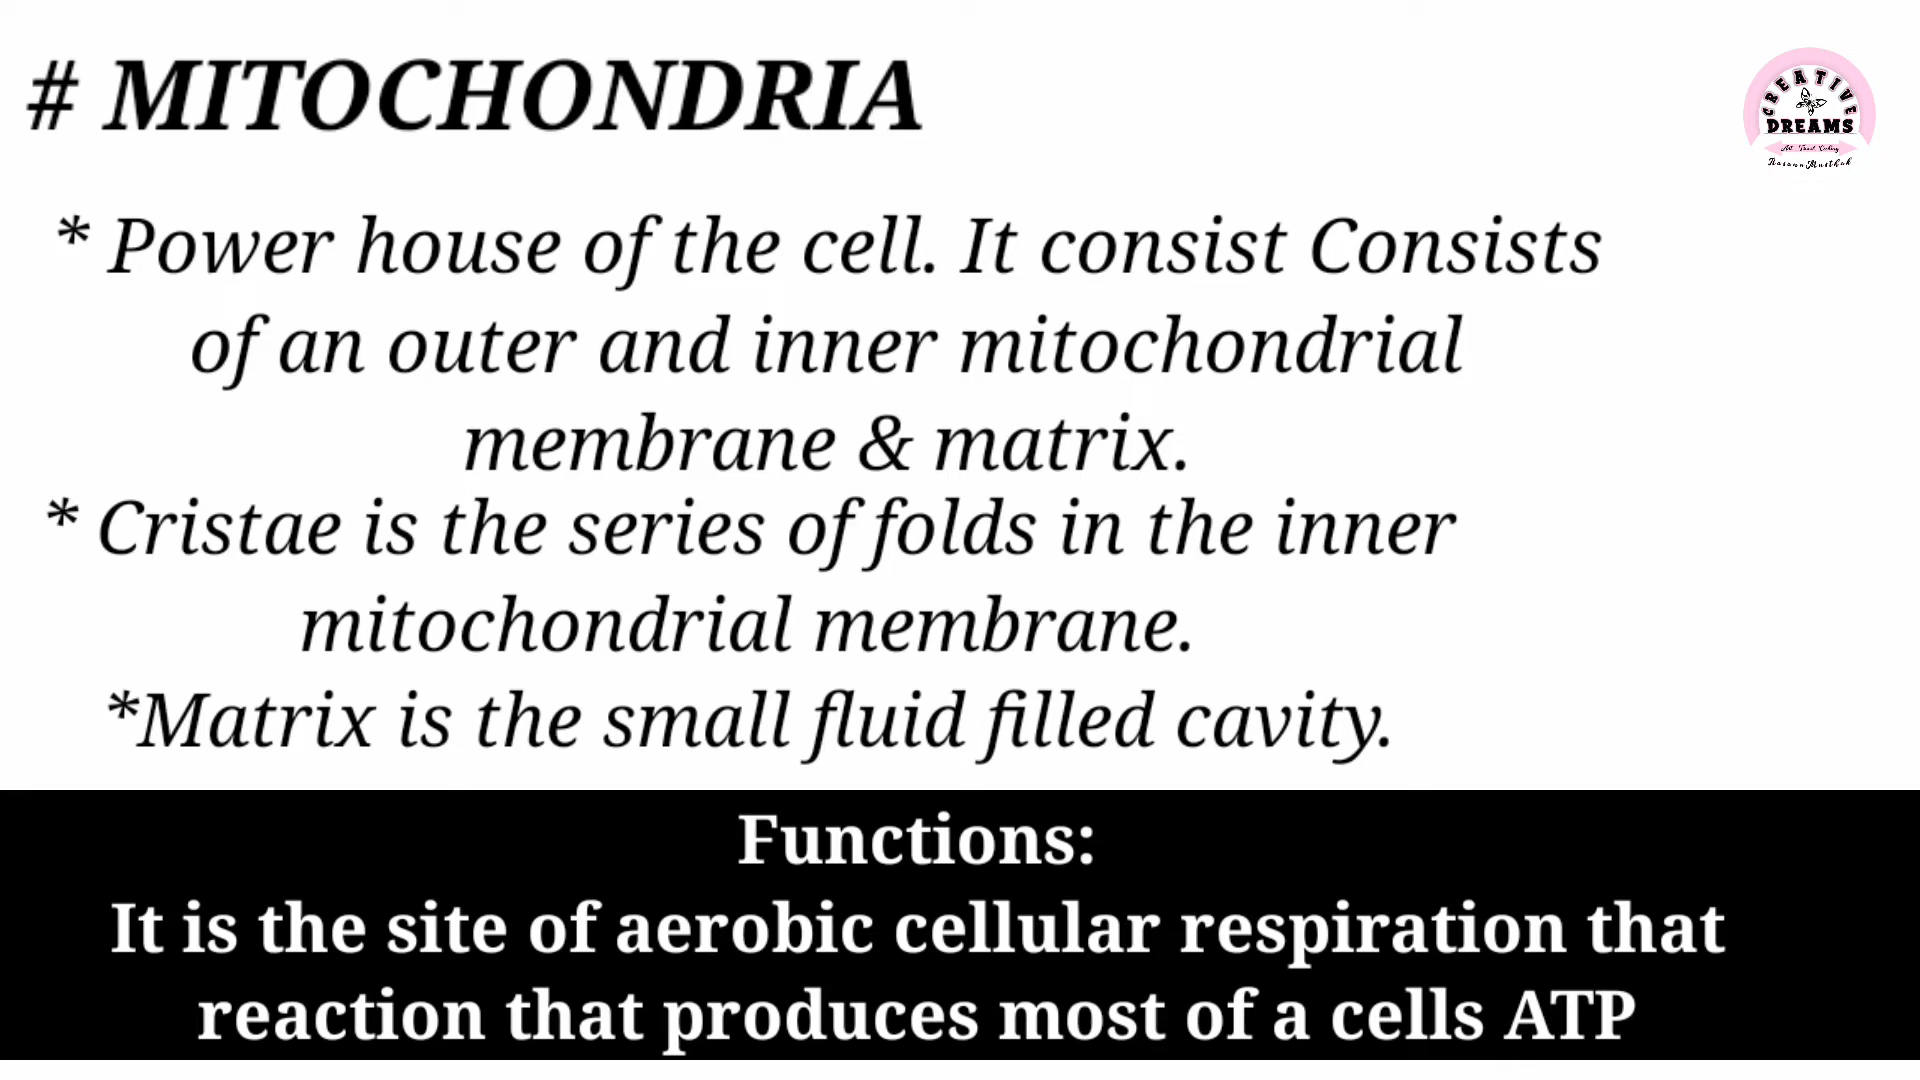 # MITOCHONDRIA
CREATIVE
DREAMS
* Power house of the cell. It consist Consists
of an outer and inner mitochondrial
membrane & matrix.
* Cristae is the series of folds in the inner
mitochondrial membrane.
*Matrix is the small fluid filled cavity.
Functions:
It is the site of aerobic cellular respiration that
reaction that produces most of a cells ATP